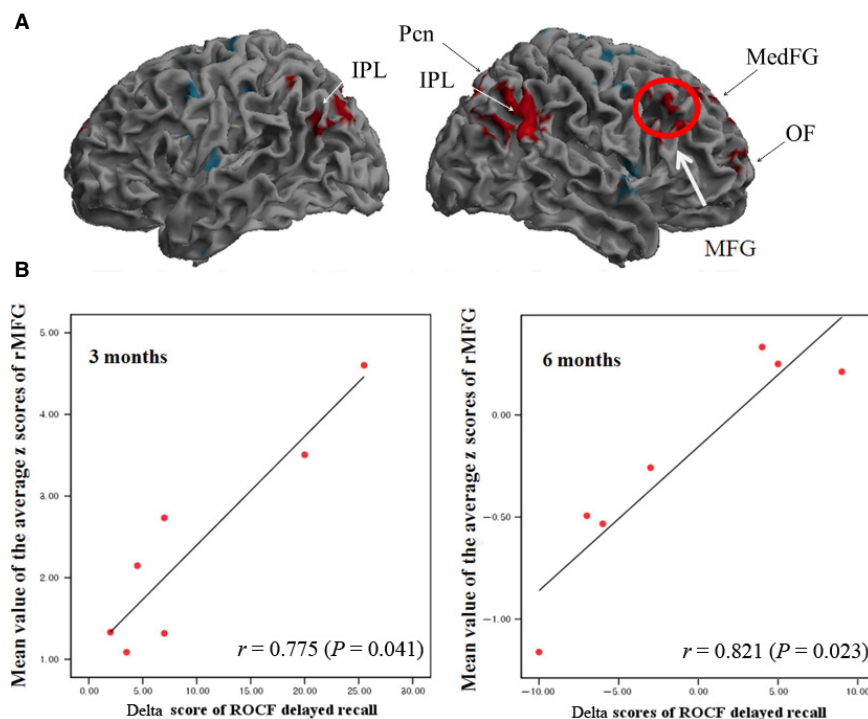 A
IPL
Pcn
IPL
MedFG
OF
MFG
B
Mean value of the average z scores of rMFG
5.00
4.00
3.00
2.00
1.00
3 months
r = 0.775 (P = 0.041)
0.00 5.00 10.00 15.00 20.00 25.00 30.00
Delta score of ROCF delayed recall
Mean value of the average z scores of rMFG
0.00
-0.50
-1.00
6 months
r = 0.821 (P = 0.023)
-10.00 -5.00 0.00 5.00 10.00
Delta scores of ROCF delayed recall